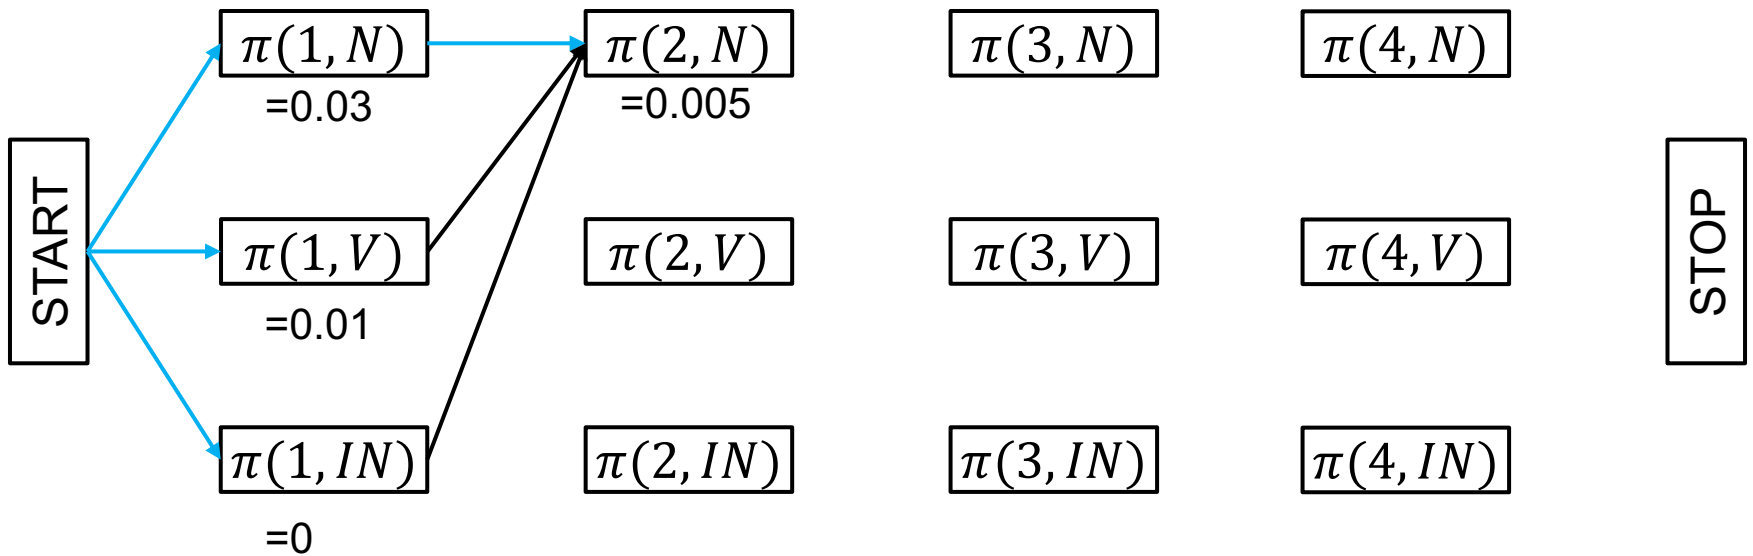 π(1, N) π(2, N) π(3, N) π(4, N)
=0.03 =0.005
START
π(1, V) π(2, V) π(3, V) π(4, V)
STOP
=0.01
π(1, IN) π(2, IN) π(3, IN) π(4, IN)
=0